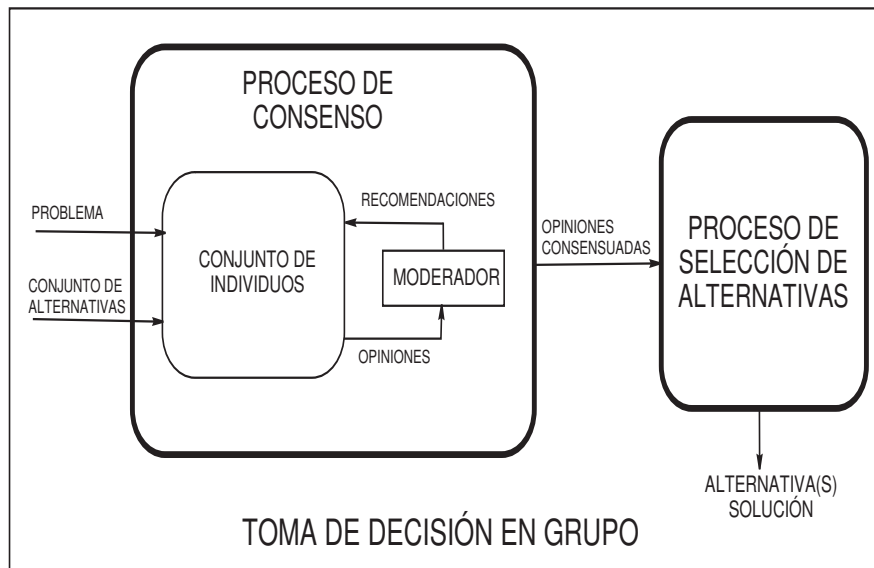 PROCESO DE
CONSENSO
PROBLEMA
CONJUNTO DE
ALTERNATIVAS
CONJUNTO DE
INDIVIDUOS
RECOMENDACIONES
MODERADOR
OPINIONES
OPINIONES
CONSENSUADAS
PROCESO DE
SELECCIÓN DE
ALTERNATIVAS
ALTERNATIVA(S)
SOLUCIÓN
TOMA DE DECISIÓN EN GRUPO